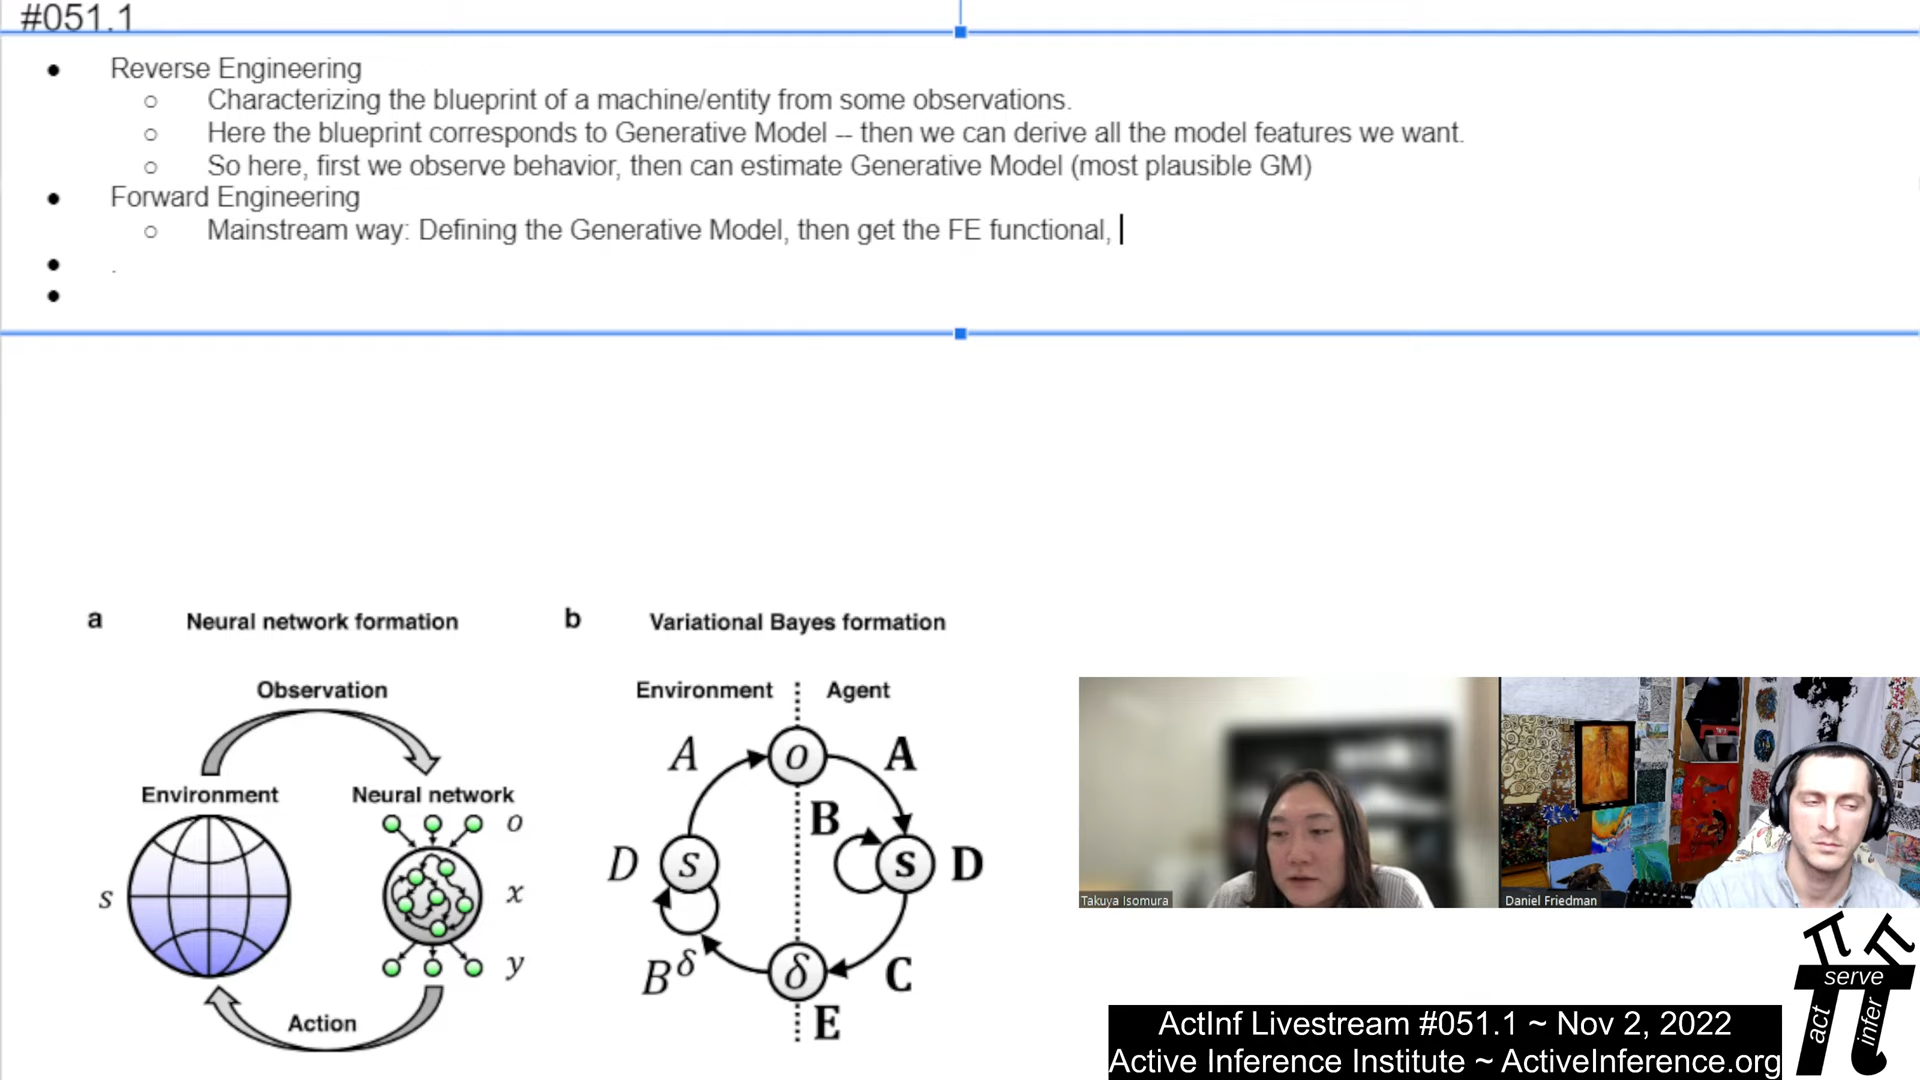 #051.1
● Reverse Engineering
○ Characterizing the blueprint of a machine/entity from some observations.
○ Here the blueprint corresponds to Generative Model -- then we can derive all the model features we want.
○ So here, first we observe behavior, then can estimate Generative Model (most plausible GM)
● Forward Engineering
○ Mainstream way: Defining the Generative Model, then get the FE functional,
● .
●
a Neural network formation
Observation
Environment
Neural network
s
o
x
y
Action
b Variational Bayes formation
Environment
Agent
A
o
A
B
D
s
s
D
B^δ
δ
C
E
Takuya Isomura
Daniel Friedman
act
serve
infer
ActInf Livestream #051.1 ~ Nov 2, 2022
Active Inference Institute ~ ActiveInference.org